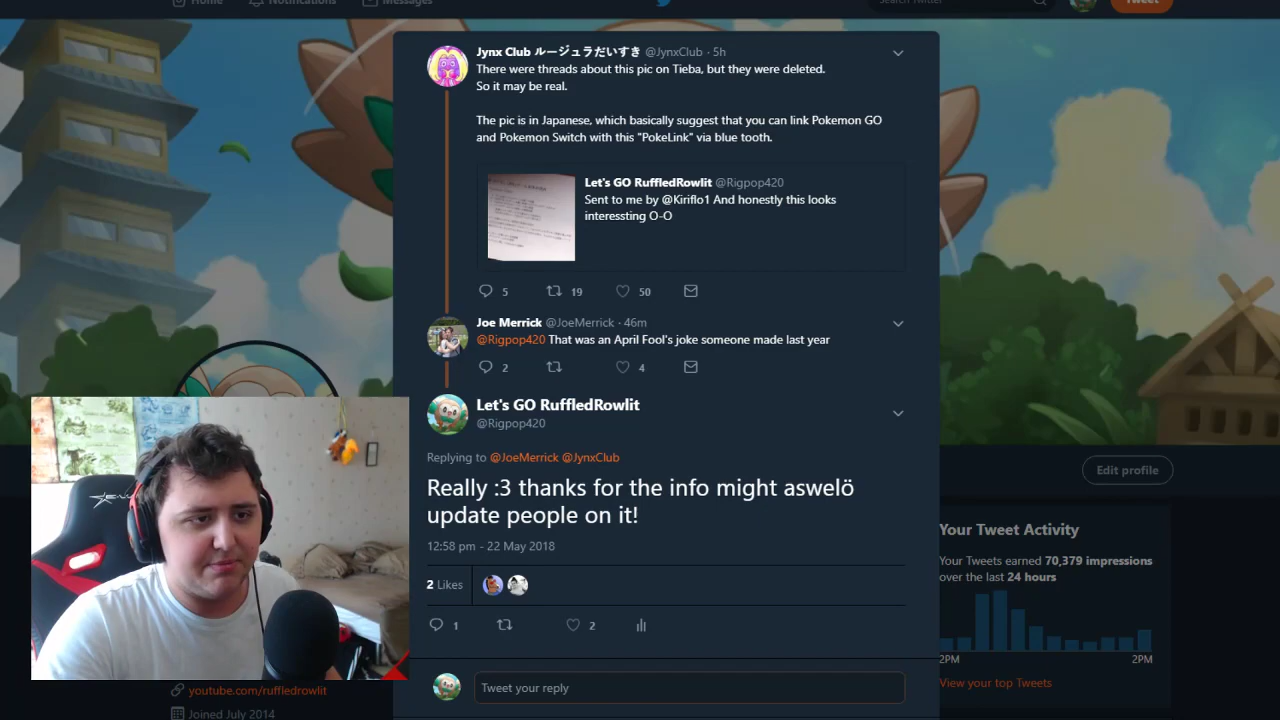 Home Notifications Messages
Search Twitter
Tweet
Jynx Club ルージュラだいすき @JynxClub · 5h
There were threads about this pic on Tieba, but they were deleted.
So it may be real.
The pic is in Japanese, which basically suggest that you can link Pokemon GO
and Pokemon Switch with this "PokeLink" via blue tooth.
Let's GO RuffledRowlit @Rigpop420
Sent to me by @Kiriflo1 And honestly this looks
interessting O-O
5 19 50
Joe Merrick @JoeMerrick · 46m
@Rigpop420 That was an April Fool's joke someone made last year
2 4
Let's GO RuffledRowlit
@Rigpop420
Replying to @JoeMerrick @JynxClub
Really :3 thanks for the info might aswelö
update people on it!
12:58 pm - 22 May 2018
2 Likes
1 2
Tweet your reply
Edit profile
Your Tweet Activity
Your Tweets earned 70,379 impressions
over the last 24 hours
2PM 2PM
View your top Tweets
youtube.com/ruffledrowlit
Joined July 2014